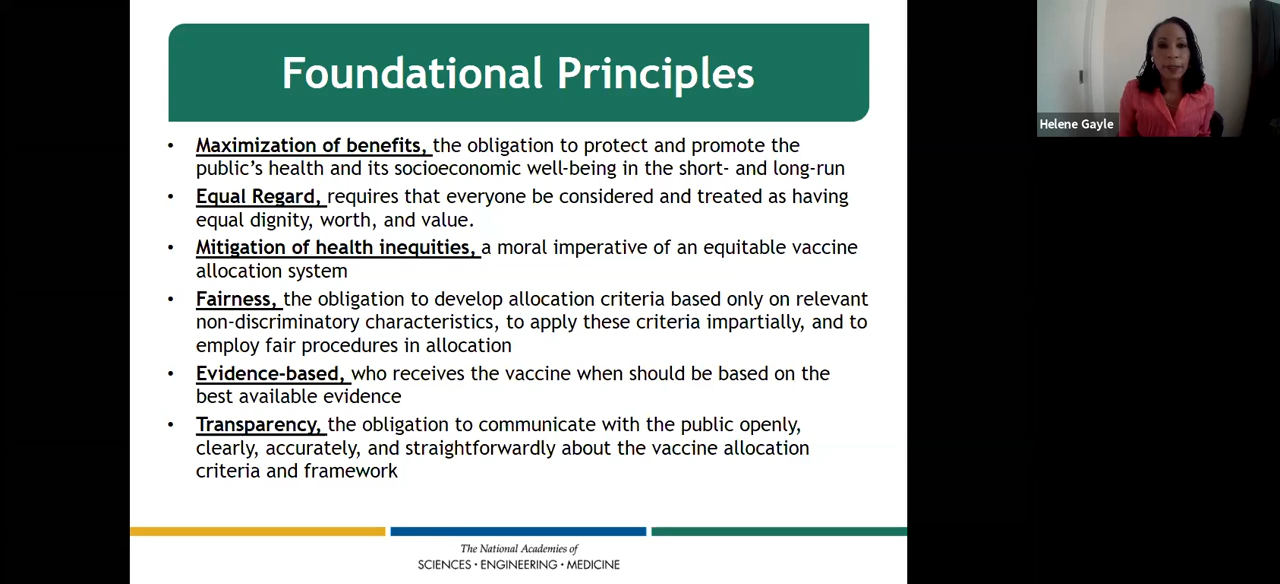 Foundational Principles
• Maximization of benefits, the obligation to protect and promote the
public's health and its socioeconomic well-being in the short- and long-run
• Equal Regard, requires that everyone be considered and treated as having
equal dignity, worth, and value.
• Mitigation of health inequities, a moral imperative of an equitable vaccine
allocation system
• Fairness, the obligation to develop allocation criteria based only on relevant
non-discriminatory characteristics, to apply these criteria impartially, and to
employ fair procedures in allocation
• Evidence-based, who receives the vaccine when should be based on the
best available evidence
• Transparency, the obligation to communicate with the public openly,
clearly, accurately, and straightforwardly about the vaccine allocation
criteria and framework
The National Academies of
SCIENCES • ENGINEERING • MEDICINE
Helene Gayle